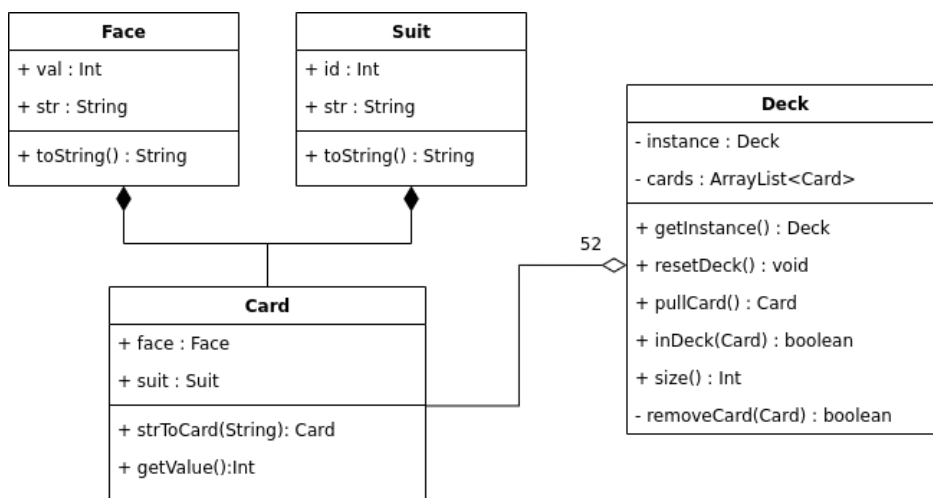 Face
+ val : Int
+ str : String
+ toString() : String
Suit
+ id : Int
+ str : String
+ toString() : String
Deck
- instance : Deck
- cards : ArrayList<Card>
+ getInstance() : Deck
+ resetDeck() : void
+ pullCard() : Card
+ inDeck(Card) : boolean
+ size() : Int
- removeCard(Card) : boolean
52
Card
+ face : Face
+ suit : Suit
+ strToCard(String): Card
+ getValue():Int